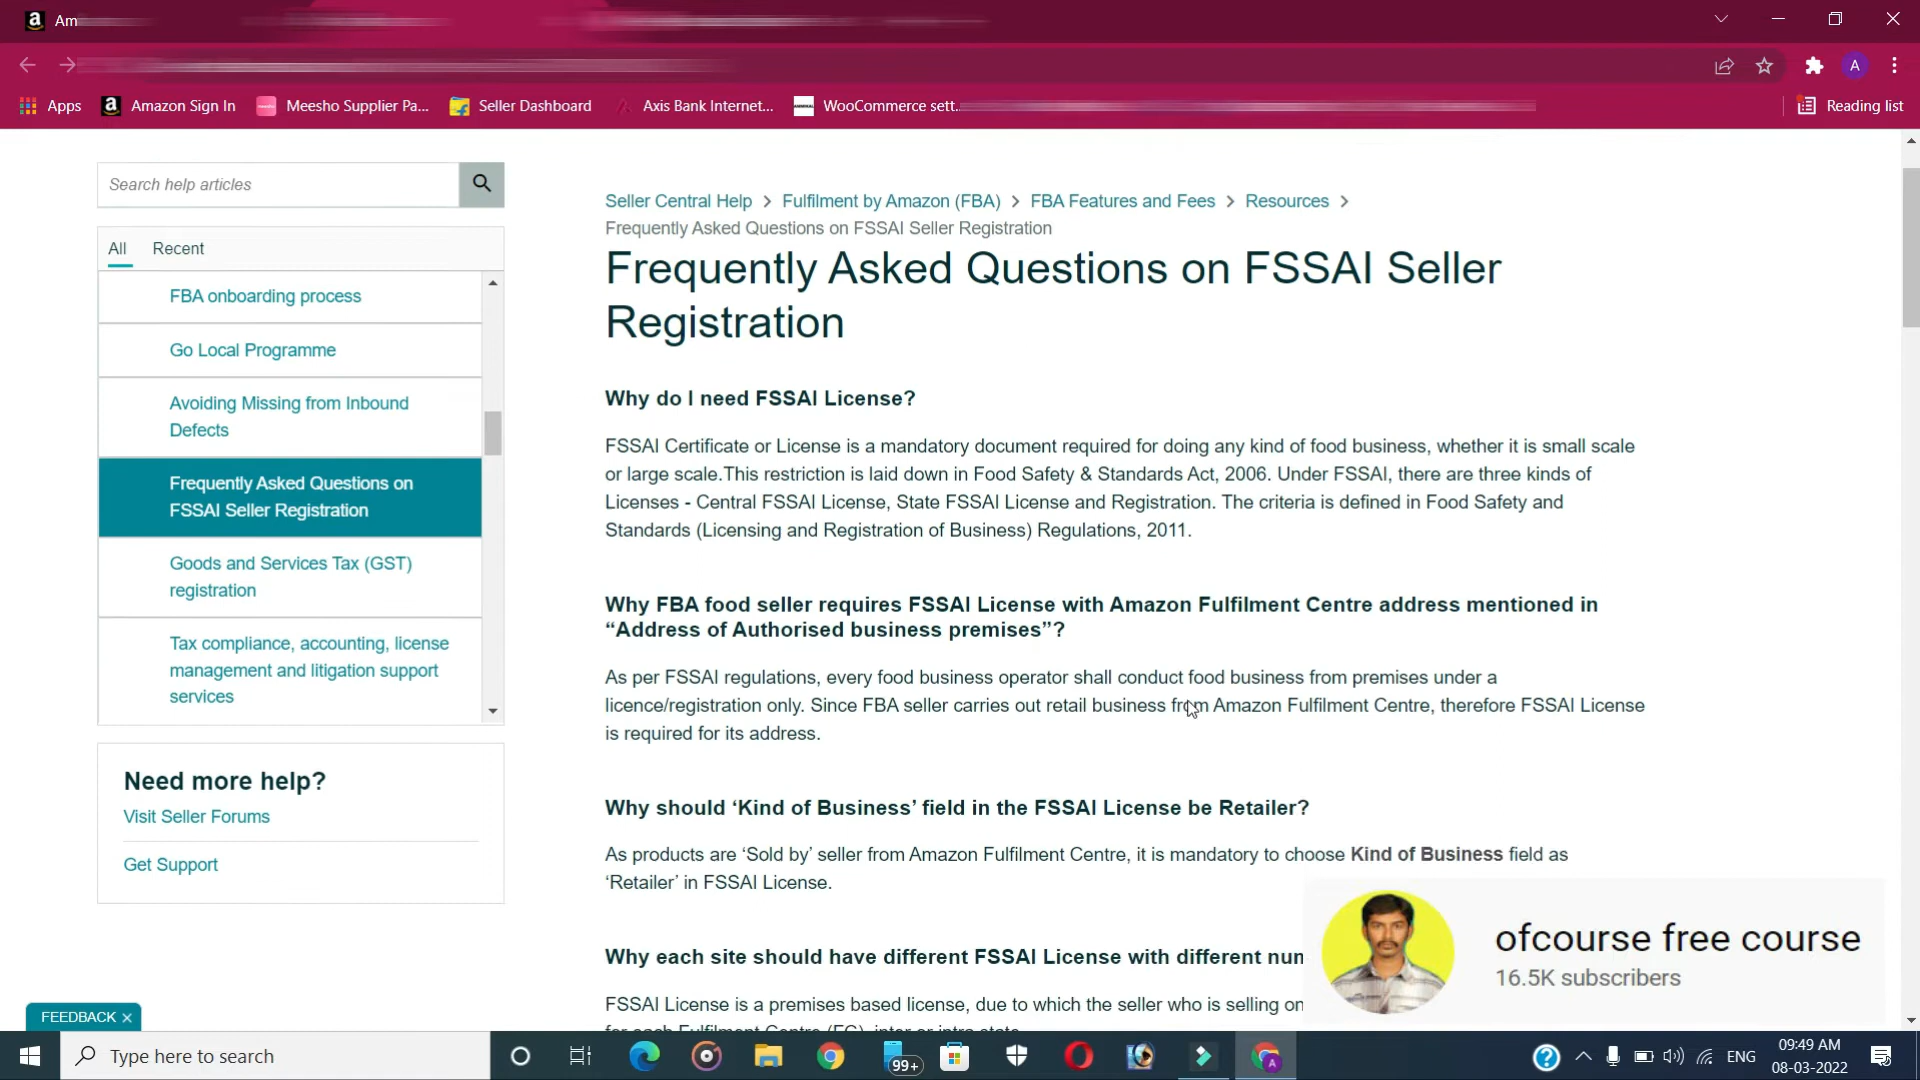 Am
Apps
Amazon Sign In
Meesho Supplier Pa...
Seller Dashboard
Axis Bank Internet...
WooCommerce sett..
Reading list
Search help articles
All Recent
FBA onboarding process
Go Local Programme
Avoiding Missing from Inbound
Defects
Frequently Asked Questions on
FSSAI Seller Registration
Goods and Services Tax (GST)
registration
Tax compliance, accounting, license
management and litigation support
services
Need more help?
Visit Seller Forums
Get Support
FEEDBACK ×
Seller Central Help > Fulfilment by Amazon (FBA) > FBA Features and Fees > Resources >
Frequently Asked Questions on FSSAI Seller Registration
Frequently Asked Questions on FSSAI Seller
Registration
Why do I need FSSAI License?
FSSAI Certificate or License is a mandatory document required for doing any kind of food business, whether it is small scale
or large scale.This restriction is laid down in Food Safety & Standards Act, 2006. Under FSSAI, there are three kinds of
Licenses - Central FSSAI License, State FSSAI License and Registration. The criteria is defined in Food Safety and
Standards (Licensing and Registration of Business) Regulations, 2011.
Why FBA food seller requires FSSAI License with Amazon Fulfilment Centre address mentioned in
“Address of Authorised business premises”?
As per FSSAI regulations, every food business operator shall conduct food business from premises under a
licence/registration only. Since FBA seller carries out retail business from Amazon Fulfilment Centre, therefore FSSAI License
is required for its address.
Why should ‘Kind of Business’ field in the FSSAI License be Retailer?
As products are ‘Sold by’ seller from Amazon Fulfilment Centre, it is mandatory to choose Kind of Business field as
‘Retailer’ in FSSAI License.
Why each site should have different FSSAI License with different num
FSSAI License is a premises based license, due to which the seller who is selling on
for each Fulfilment Centre (FC), inter or intra state
ofcourse free course
16.5K subscribers
Type here to search
99+
A
ENG
09:49 AM
08-03-2022